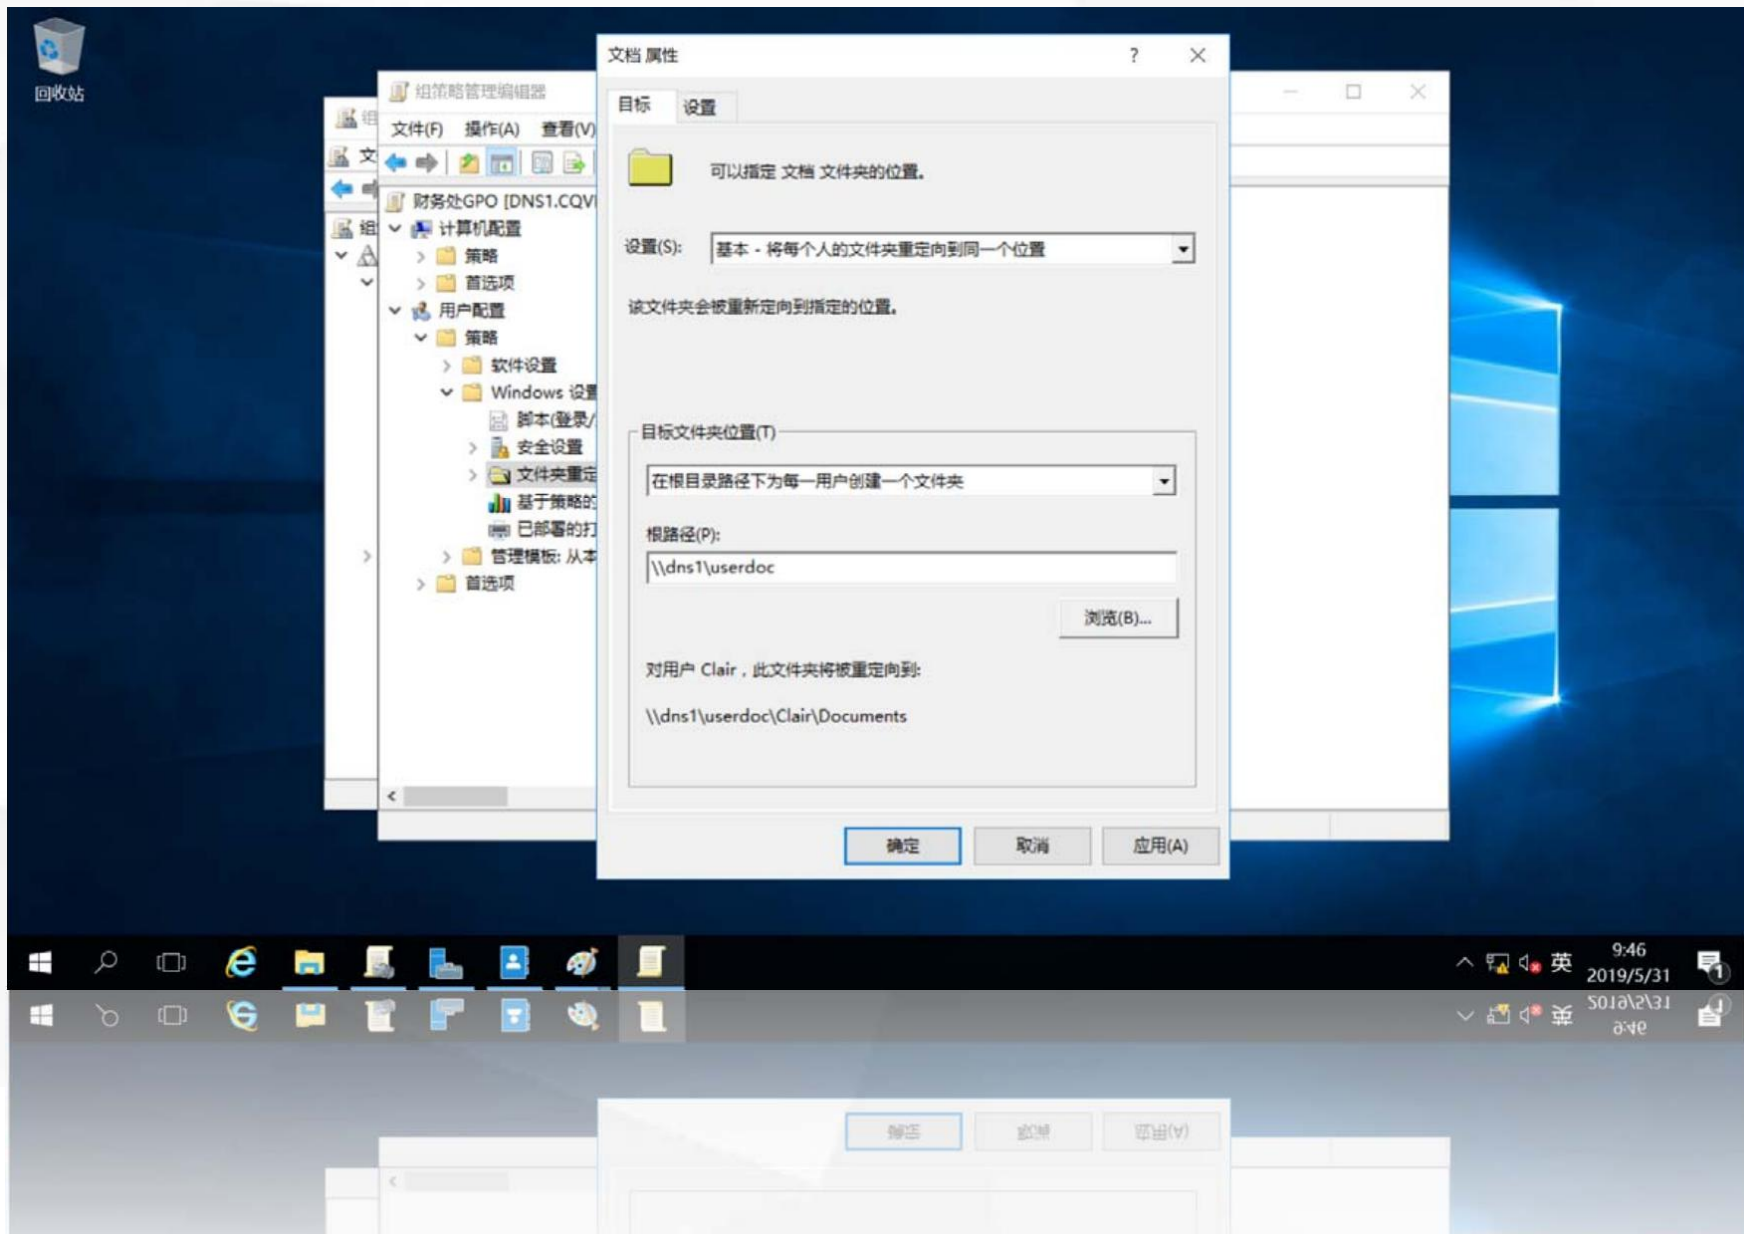 回收站
文档 属性
目标
设置
可以指定 文档 文件夹的位置。
设置(S):
基本 - 将每个人的文件夹重定向到同一个位置
该文件夹会被重新定向到指定的位置。
目标文件夹位置(T)
在根目录路径下为每一用户创建一个文件夹
根路径(P):
\\dns1\userdoc
浏览(B)...
对用户 Clair，此文件夹将被重定向到:
\\dns1\userdoc\Clair\Documents
确定
取消
应用(A)
组策略管理编辑器
文件(F) 操作(A) 查看(V)
财务处GPO [DNS1.CQV
计算机配置
策略
首选项
用户配置
策略
软件设置
Windows 设置
脚本(登录/
安全设置
文件夹重定
基于策略的
已部署的打
管理模板: 从本
首选项
组
文
组
英
9:46
2019/5/31
1